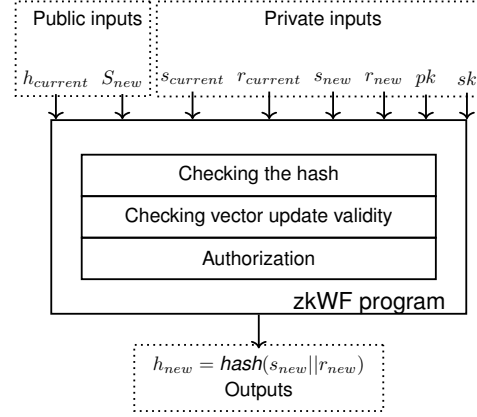 Public inputs Private inputs
h_current S_new s_current r_current s_new r_new pk sk
Checking the hash
Checking vector update validity
Authorization
zkWF program
h_new = hash(s_new||r_new)
Outputs